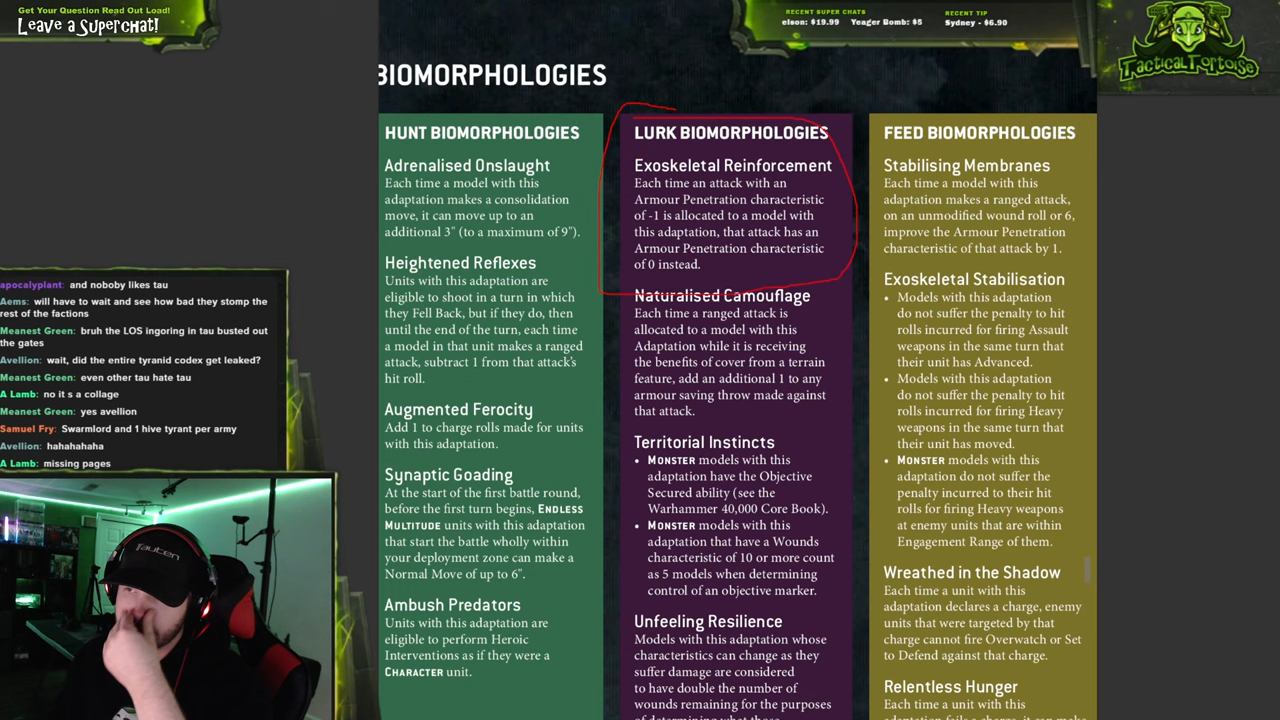 Get Your Question Read Out Load!
Leave a Superchat!
RECENT SUPER CHATS
elson: $19.99 Yeager Bomb: $5
RECENT TIP
Sydney - $6.90
TacticalTortoise
BIOMORPHOLOGIES
HUNT BIOMORPHOLOGIES
Adrenalised Onslaught
Each time a model with this
adaptation makes a consolidation
move, it can move up to an
additional 3" (to a maximum of 9").
Heightened Reflexes
Units with this adaptation are
eligible to shoot in a turn in which
they Fell Back, but if they do, then
until the end of the turn, each time
a model in that unit makes a ranged
attack, subtract 1 from that attack's
hit roll.
Augmented Ferocity
Add 1 to charge rolls made for units
with this adaptation.
Synaptic Goading
At the start of the first battle round,
before the first turn begins, ENDLESS
MULTITUDE units with this adaptation
that start the battle wholly within
your deployment zone can make a
Normal Move of up to 6".
Ambush Predators
Units with this adaptation are
eligible to perform Heroic
Interventions as if they were a
CHARACTER unit.
LURK BIOMORPHOLOGIES
Exoskeletal Reinforcement
Each time an attack with an
Armour Penetration characteristic
of -1 is allocated to a model with
this adaptation, that attack has an
Armour Penetration characteristic
of 0 instead.
Naturalised Camouflage
Each time a ranged attack is
allocated to a model with this
Adaptation while it is receiving
the benefits of cover from a terrain
feature, add an additional 1 to any
armour saving throw made against
that attack.
Territorial Instincts
• MONSTER models with this
adaptation have the Objective
Secured ability (see the
Warhammer 40,000 Core Book).
• MONSTER models with this
adaptation that have a Wounds
characteristic of 10 or more count
as 5 models when determining
control of an objective marker.
Unfeeling Resilience
Models with this adaptation whose
characteristics can change as they
suffer damage are considered
to have double the number of
wounds remaining for the purposes
of determining what those
FEED BIOMORPHOLOGIES
Stabilising Membranes
Each time a model with this
adaptation makes a ranged attack,
on an unmodified wound roll or 6,
improve the Armour Penetration
characteristic of that attack by 1.
Exoskeletal Stabilisation
• Models with this adaptation
do not suffer the penalty to hit
rolls incurred for firing Assault
weapons in the same turn that
their unit has Advanced.
• Models with this adaptation
do not suffer the penalty to hit
rolls incurred for firing Heavy
weapons in the same turn that
their unit has moved.
• MONSTER models with this
adaptation do not suffer the
penalty incurred to their hit
rolls for firing Heavy weapons
at enemy units that are within
Engagement Range of them.
Wreathed in the Shadow
Each time a unit with this
adaptation declares a charge, enemy
units that were targeted by that
charge cannot fire Overwatch or Set
to Defend against that charge.
Relentless Hunger
Each time a unit with this
adaptation fails a charge, it can make
apocalyplant: and noboby likes tau
Aems: will have to wait and see how bad they stomp the
rest of the factions
Meanest Green: bruh the LOS ingoring in tau busted out
the gates
Avellion: wait, did the entire tyranid codex get leaked?
Meanest Green: even other tau hate tau
A Lamb: no it s a collage
Meanest Green: yes avellion
Samuel Fry: Swarmlord and 1 hive tyrant per army
Avellion: hahahahaha
A Lamb: missing pages
Tauten